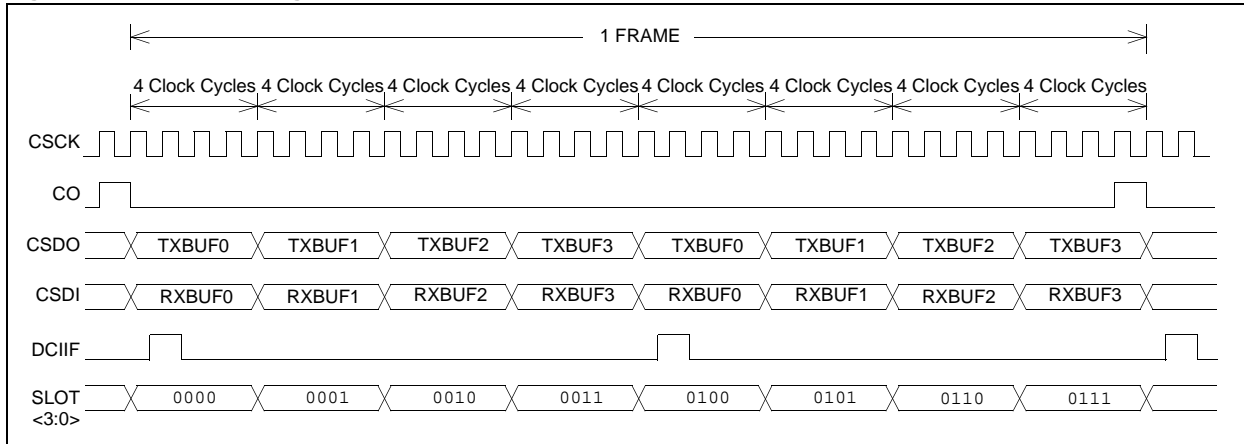 1 FRAME
4 Clock Cycles 4 Clock Cycles 4 Clock Cycles 4 Clock Cycles 4 Clock Cycles 4 Clock Cycles 4 Clock Cycles 4 Clock Cycles
CSCK
CO
CSDO TXBUF0 TXBUF1 TXBUF2 TXBUF3 TXBUF0 TXBUF1 TXBUF2 TXBUF3
CSDI RXBUF0 RXBUF1 RXBUF2 RXBUF3 RXBUF0 RXBUF1 RXBUF2 RXBUF3
DCIIF
SLOT 0000 0001 0010 0011 0100 0101 0110 0111
<3:0>